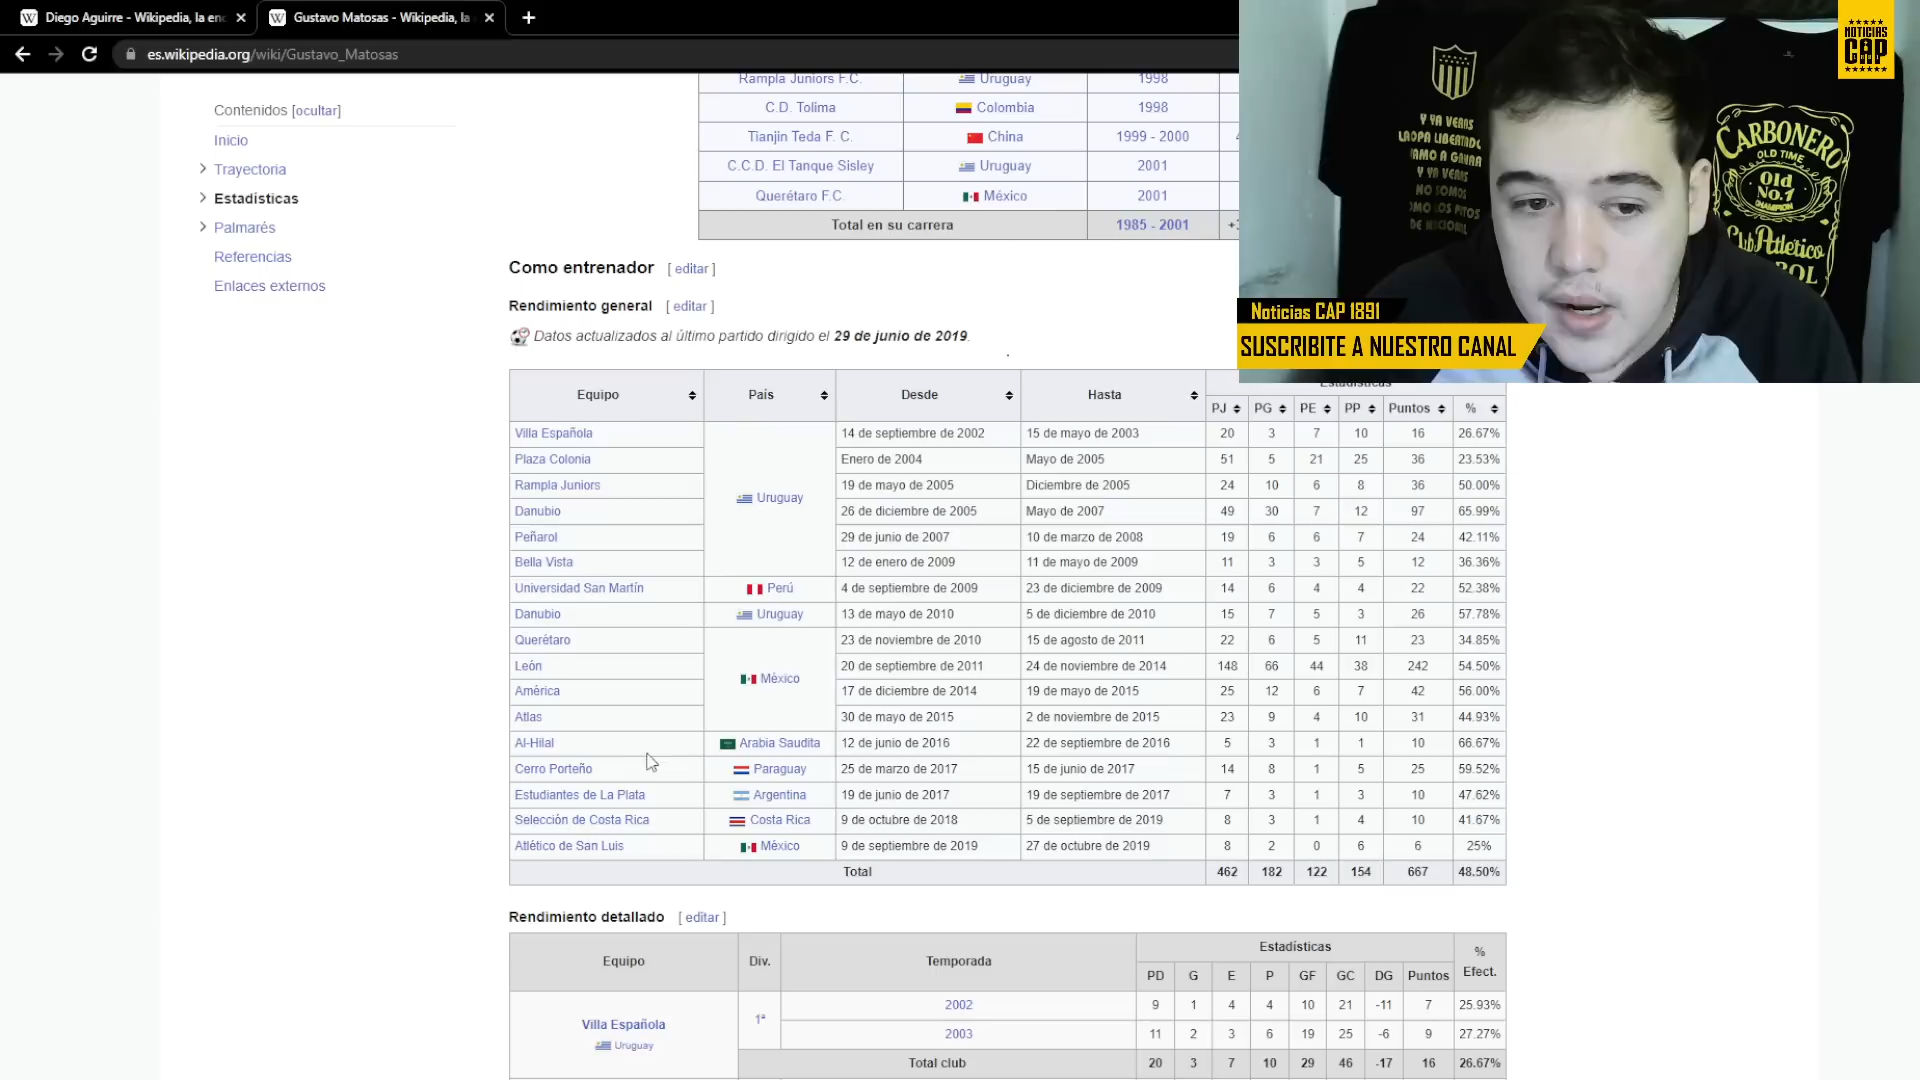 Diego Aguirre - Wikipedia, la en
Gustavo Matosas - Wikipedia, la
es.wikipedia.org/wiki/Gustavo_Matosas
NOTICIAS
CAP
Y YA VERAS
Y YA VERAS
NO SOMOS
DE NACIONAL
CARBONERO
OLD TIME
Old
No.1
Club Atlético
Noticias CAP 1891
SUSCRIBITE A NUESTRO CANAL
Contenidos [ocultar]
Inicio
Trayectoria
Estadísticas
Palmarés
Referencias
Enlaces externos
Rampla Juniors F.C. Uruguay 1998
C.D. Tolima Colombia 1998
Tianjin Teda F. C. China 1999 - 2000
C.C.D. El Tanque Sisley Uruguay 2001
Querétaro F.C. México 2001
Total en su carrera 1985 - 2001
Como entrenador [ editar ]
Rendimiento general [ editar ]
Datos actualizados al último partido dirigido el 29 de junio de 2019.
Estadísticas
Equipo País Desde Hasta PJ PG PE PP Puntos %
Villa Española Uruguay 14 de septiembre de 2002 15 de mayo de 2003 20 3 7 10 16 26.67%
Plaza Colonia Enero de 2004 Mayo de 2005 51 5 21 25 36 23.53%
Rampla Juniors 19 de mayo de 2005 Diciembre de 2005 24 10 6 8 36 50.00%
Danubio 26 de diciembre de 2005 Mayo de 2007 49 30 7 12 97 65.99%
Peñarol 29 de junio de 2007 10 de marzo de 2008 19 6 6 7 24 42.11%
Bella Vista 12 de enero de 2009 11 de mayo de 2009 11 3 3 5 12 36.36%
Universidad San Martín Perú 4 de septiembre de 2009 23 de diciembre de 2009 14 6 4 4 22 52.38%
Danubio Uruguay 13 de mayo de 2010 5 de diciembre de 2010 15 7 5 3 26 57.78%
Querétaro México 23 de noviembre de 2010 15 de agosto de 2011 22 6 5 11 23 34.85%
León 20 de septiembre de 2011 24 de noviembre de 2014 148 66 44 38 242 54.50%
América 17 de diciembre de 2014 19 de mayo de 2015 25 12 6 7 42 56.00%
Atlas 30 de mayo de 2015 2 de noviembre de 2015 23 9 4 10 31 44.93%
Al-Hilal Arabia Saudita 12 de junio de 2016 22 de septiembre de 2016 5 3 1 1 10 66.67%
Cerro Porteño Paraguay 25 de marzo de 2017 15 de junio de 2017 14 8 1 5 25 59.52%
Estudiantes de La Plata Argentina 19 de junio de 2017 19 de septiembre de 2017 7 3 1 3 10 47.62%
Selección de Costa Rica Costa Rica 9 de octubre de 2018 5 de septiembre de 2019 8 3 1 4 10 41.67%
Atlético de San Luis México 9 de septiembre de 2019 27 de octubre de 2019 8 2 0 6 6 25%
Total 462 182 122 154 667 48.50%
Rendimiento detallado [ editar ]
Equipo Div. Temporada Estadísticas % Efect.
PD G E P GF GC DG Puntos
Villa Española Uruguay 1ª 2002 9 1 4 4 10 21 -11 7 25.93%
2003 11 2 3 6 19 25 -6 9 27.27%
Total club 20 3 7 10 29 46 -17 16 26.67%